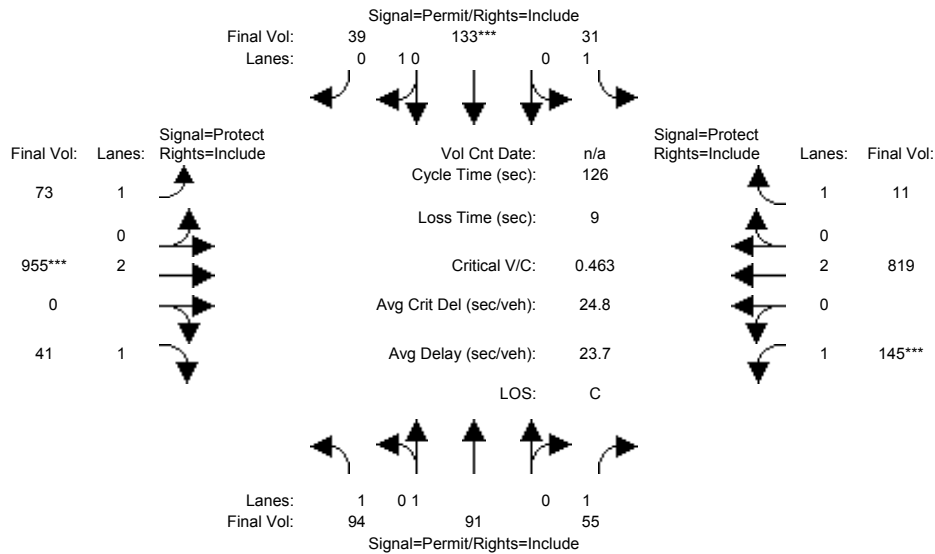 Signal=Permit/Rights=Include
Final Vol: 39 133*** 31
Lanes: 0 1 0 0 1
Signal=Protect Signal=Protect
Final Vol: Lanes: Rights=Include Vol Cnt Date: n/a Rights=Include Lanes: Final Vol:
Cycle Time (sec): 126
73 1 1 11
Loss Time (sec): 9
0 0
955*** 2 Critical V/C: 0.463 2 819
0 Avg Crit Del (sec/veh): 24.8 0
41 1 Avg Delay (sec/veh): 23.7 1 145***
LOS: C
Lanes: 1 0 1 0 1
Final Vol: 94 91 55
Signal=Permit/Rights=Include